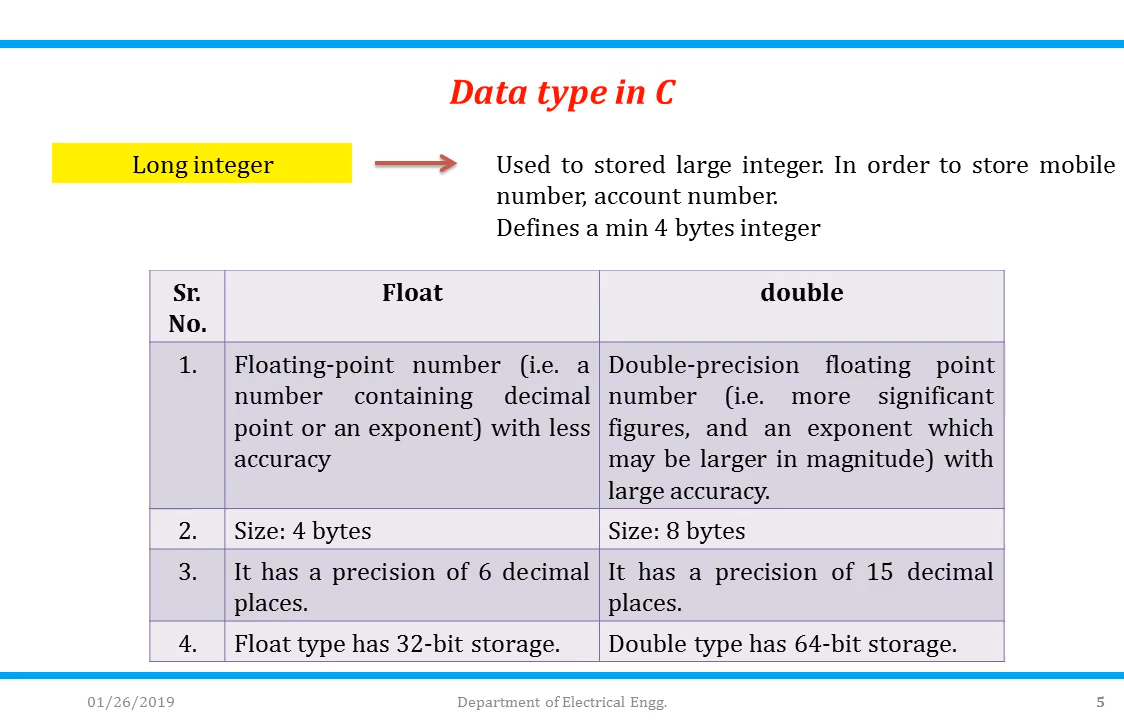 Data type in C
Long integer
Used to stored large integer. In order to store mobile
number, account number.
Defines a min 4 bytes integer
Sr.
No.
Float
double
1.
Floating-point number (i.e. a
number containing decimal
point or an exponent) with less
accuracy
Double-precision floating point
number (i.e. more significant
figures, and an exponent which
may be larger in magnitude) with
large accuracy.
2.
Size: 4 bytes
Size: 8 bytes
3.
It has a precision of 6 decimal
places.
It has a precision of 15 decimal
places.
4.
Float type has 32-bit storage.
Double type has 64-bit storage.
01/26/2019
Department of Electrical Engg.
5